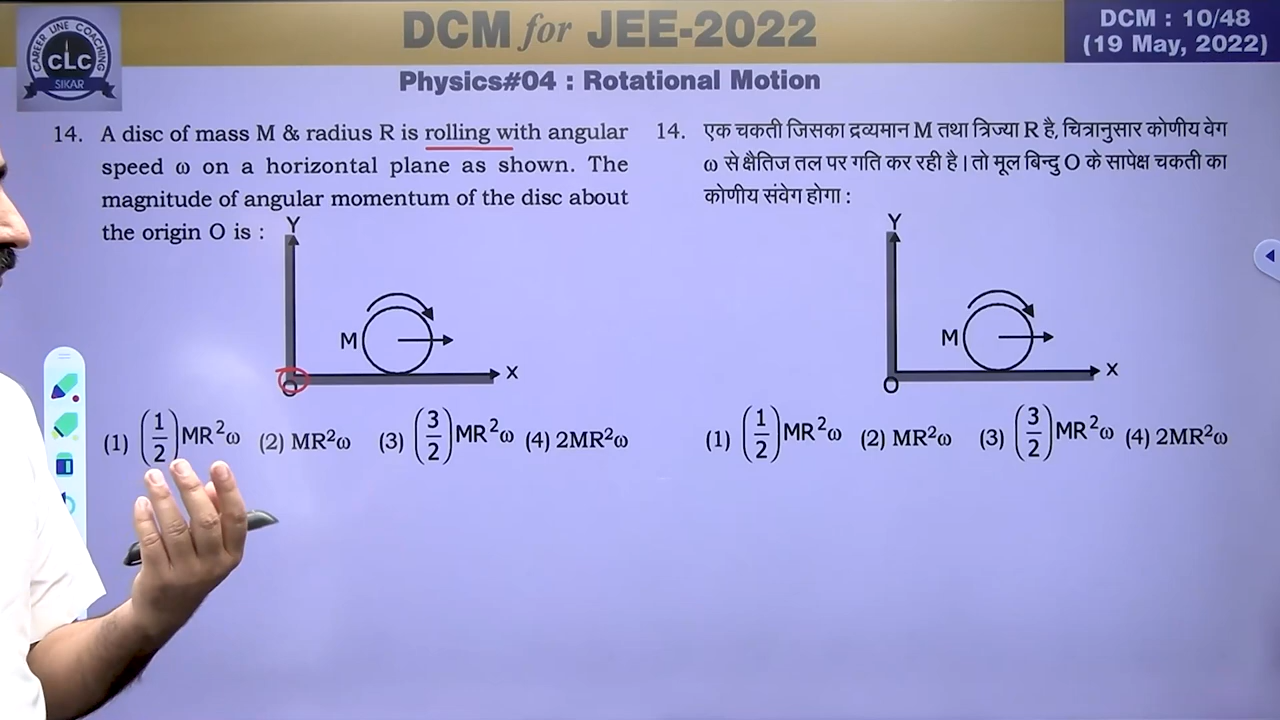 CAREER LINE COACHING
CLC
SIKAR
DCM for JEE-2022
DCM : 10/48
(19 May, 2022)
Physics#04 : Rotational Motion
14. A disc of mass M & radius R is rolling with angular
speed ω on a horizontal plane as shown. The
magnitude of angular momentum of the disc about
the origin O is :
Y
M
X
O
(1) (1/2)MR²ω (2) MR²ω (3) (3/2)MR²ω (4) 2MR²ω
14. एक चकती जिसका द्रव्यमान M तथा त्रिज्या R है, चित्रानुसार कोणीय वेग
ω से क्षैतिज तल पर गति कर रही है। तो मूल बिन्दु O के सापेक्ष चकती का
कोणीय संवेग होगा :
Y
M
X
O
(1) (1/2)MR²ω (2) MR²ω (3) (3/2)MR²ω (4) 2MR²ω